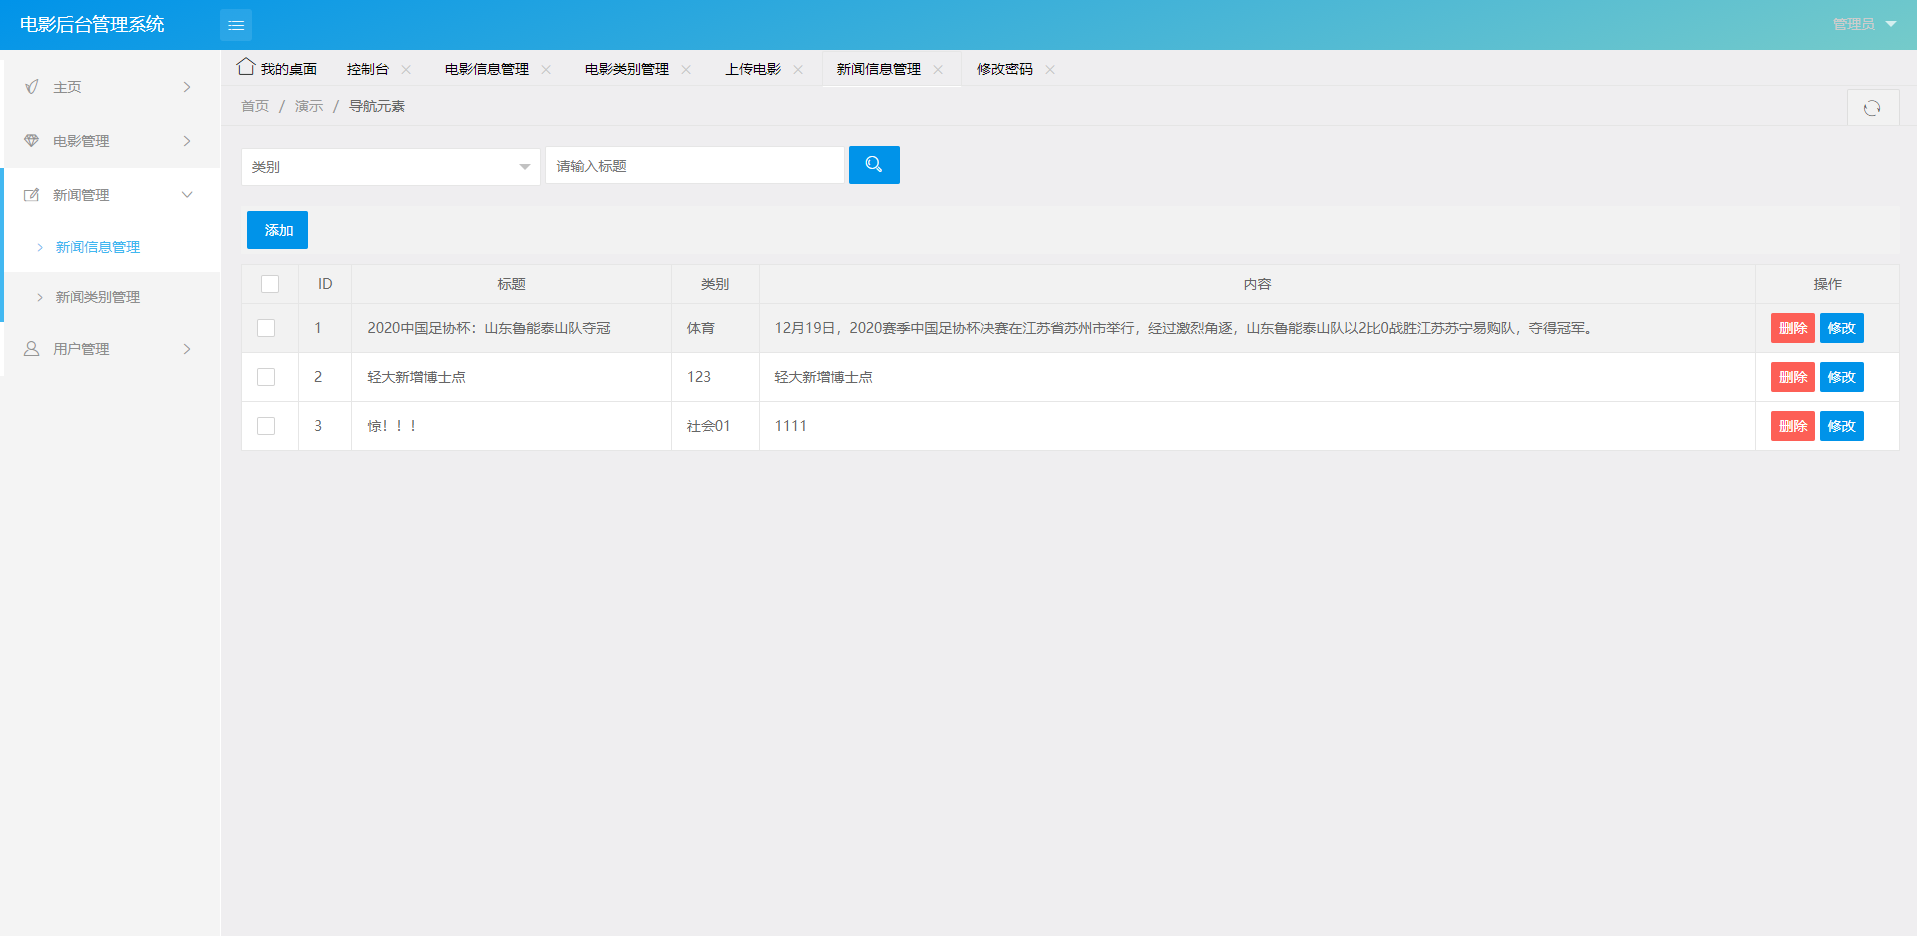 电影后台管理系统
管理员
主页
电影管理
新闻管理
新闻信息管理
新闻类别管理
用户管理
我的桌面 控制台 电影信息管理 电影类别管理 上传电影 新闻信息管理 修改密码
首页 / 演示 / 导航元素
类别 请输入标题
添加
ID 标题 类别 内容 操作
1 2020中国足协杯：山东鲁能泰山队夺冠 体育 12月19日，2020赛季中国足协杯决赛在江苏省苏州市举行，经过激烈角逐，山东鲁能泰山队以2比0战胜江苏苏宁易购队，夺得冠军。 删除 修改
2 轻大新增博士点 123 轻大新增博士点 删除 修改
3 惊！！！ 社会01 1111 删除 修改